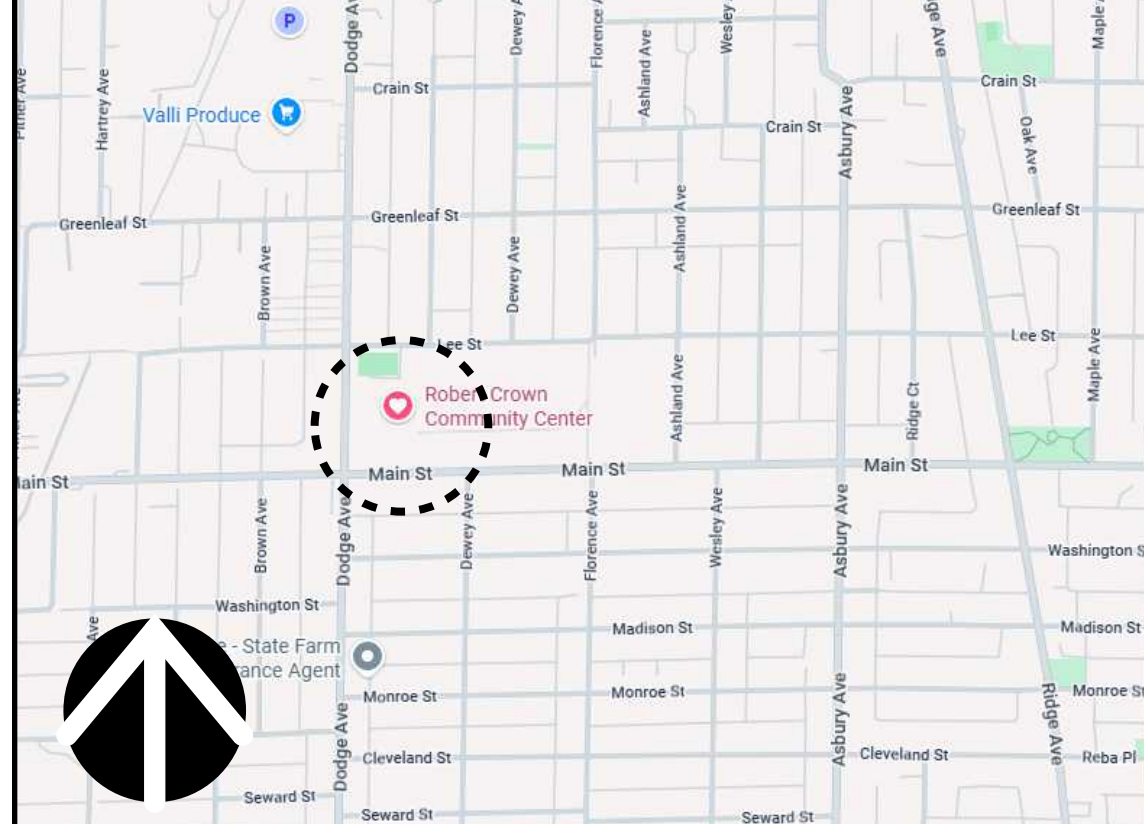 P
Dodge Av
Dewey A
Florence A
Ashland Ave
Wesley
Ridge Ave
Maple
Hartrey Ave
Pitner Ave
Crain St
Crain St
Valli Produce
Crain St
Asbury Ave
Oak Ave
Greenleaf St
Greenleaf St
Ashland Ave
Greenleaf St
Brown Ave
Dewey Ave
Lee St
Lee St
Maple Ave
Robert Crown
Community Center
Ashland Ave
Ridge Ct
Main St
Main St
Main St
Main St
Brown Ave
Dodge Ave
Dewey Ave
Florence Ave
Wesley Ave
Asbury Ave
Washington S
Washington St
Ave
Madison St
Madison St
e - State Farm
rance Agent
Monroe St
Monroe St
Monroe St
Dodge Ave
Asbury Ave
Ridge Ave
Cleveland St
Cleveland St
Reba Pl
Seward St
Seward St
Seward St